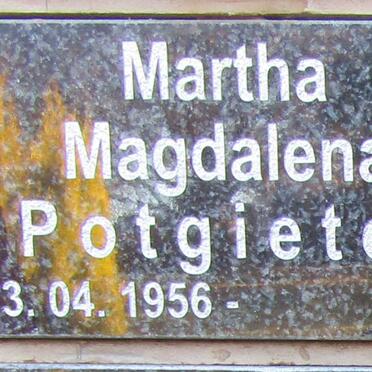 Martha
Magdalena
Potgiete
3. 04. 1956 -